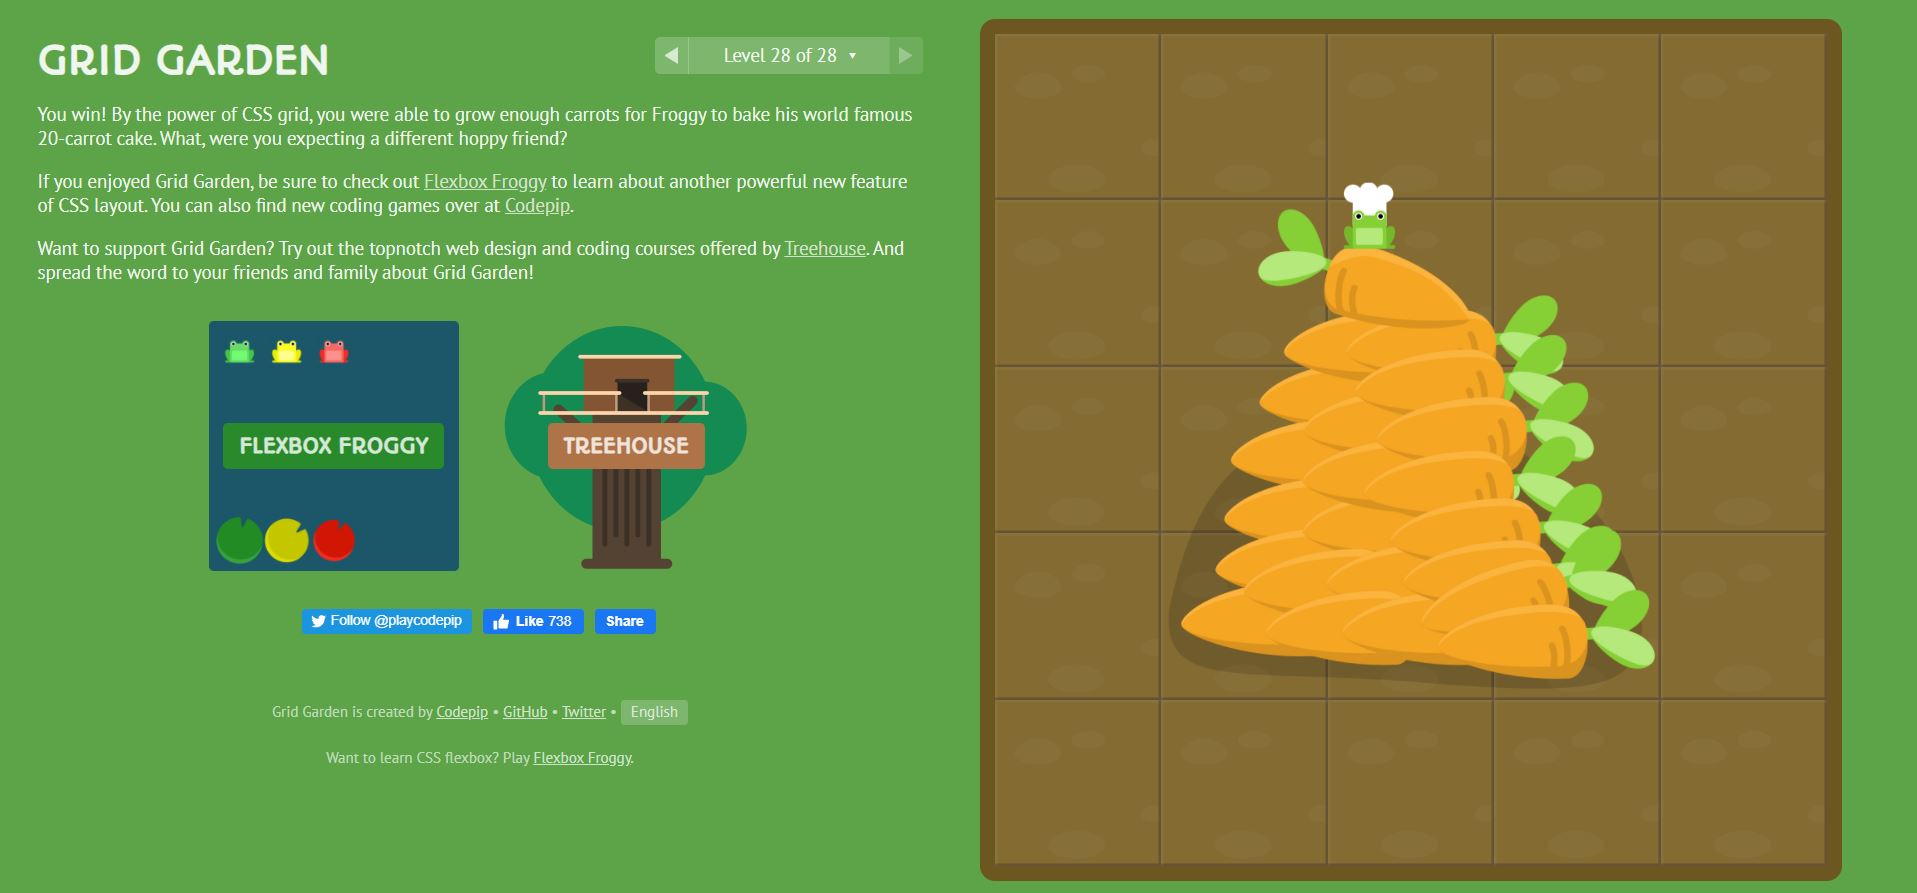 GRID GARDEN
Level 28 of 28
You win! By the power of CSS grid, you were able to grow enough carrots for Froggy to bake his world famous
20-carrot cake. What, were you expecting a different hoppy friend?
If you enjoyed Grid Garden, be sure to check out Flexbox Froggy to learn about another powerful new feature
of CSS layout. You can also find new coding games over at Codepip.
Want to support Grid Garden? Try out the topnotch web design and coding courses offered by Treehouse. And
spread the word to your friends and family about Grid Garden!
FLEXBOX FROGGY
TREEHOUSE
Follow @playcodepip
Like 738
Share
Grid Garden is created by Codepip • GitHub • Twitter • English
Want to learn CSS flexbox? Play Flexbox Froggy.